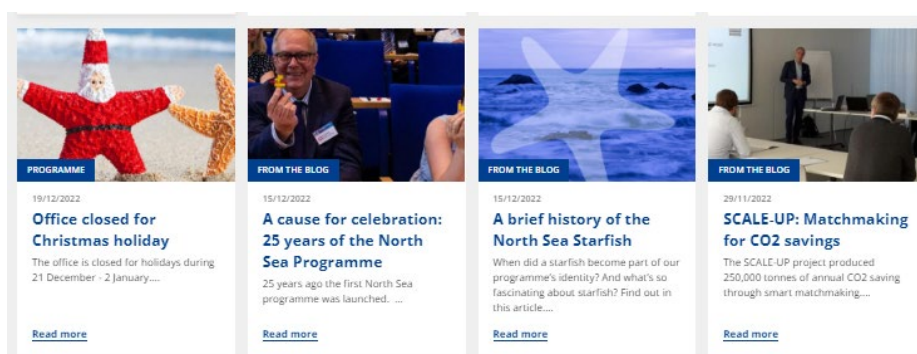 PROGRAMME
19/12/2022
Office closed for
Christmas holiday
The office is closed for holidays during
21 December - 2 January....
Read more
FROM THE BLOG
15/12/2022
A cause for celebration:
25 years of the North
Sea Programme
25 years ago the first North Sea
programme was launched. ...
Read more
FROM THE BLOG
15/12/2022
A brief history of the
North Sea Starfish
When did a starfish become part of our
programme's identity? And what's so
fascinating about starfish? Find out in
this article....
Read more
FROM THE BLOG
29/11/2022
SCALE-UP: Matchmaking
for CO2 savings
The SCALE-UP project produced
250,000 tonnes of annual CO2 saving
through smart matchmaking....
Read more